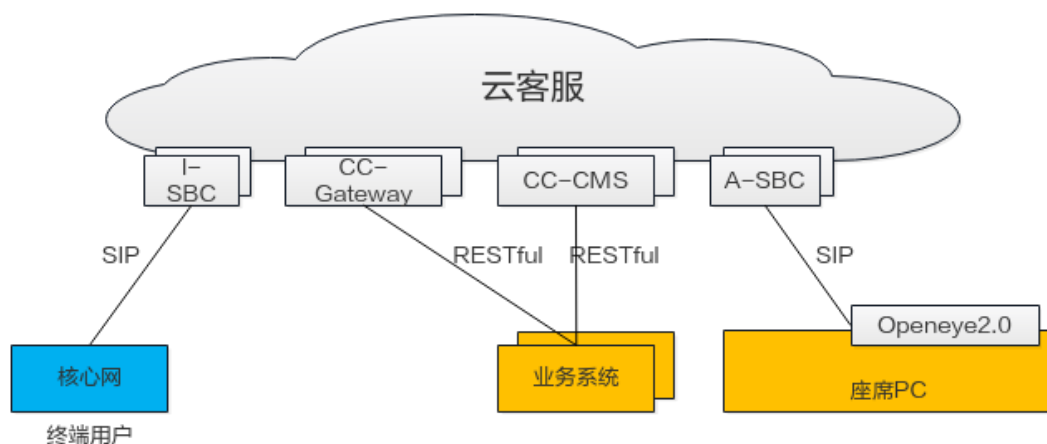 云客服
I-
SBC
CC-
Gateway
CC-CMS
A-SBC
SIP
RESTful
RESTful
SIP
Openeye2.0
核心网
业务系统
座席PC
终端用户